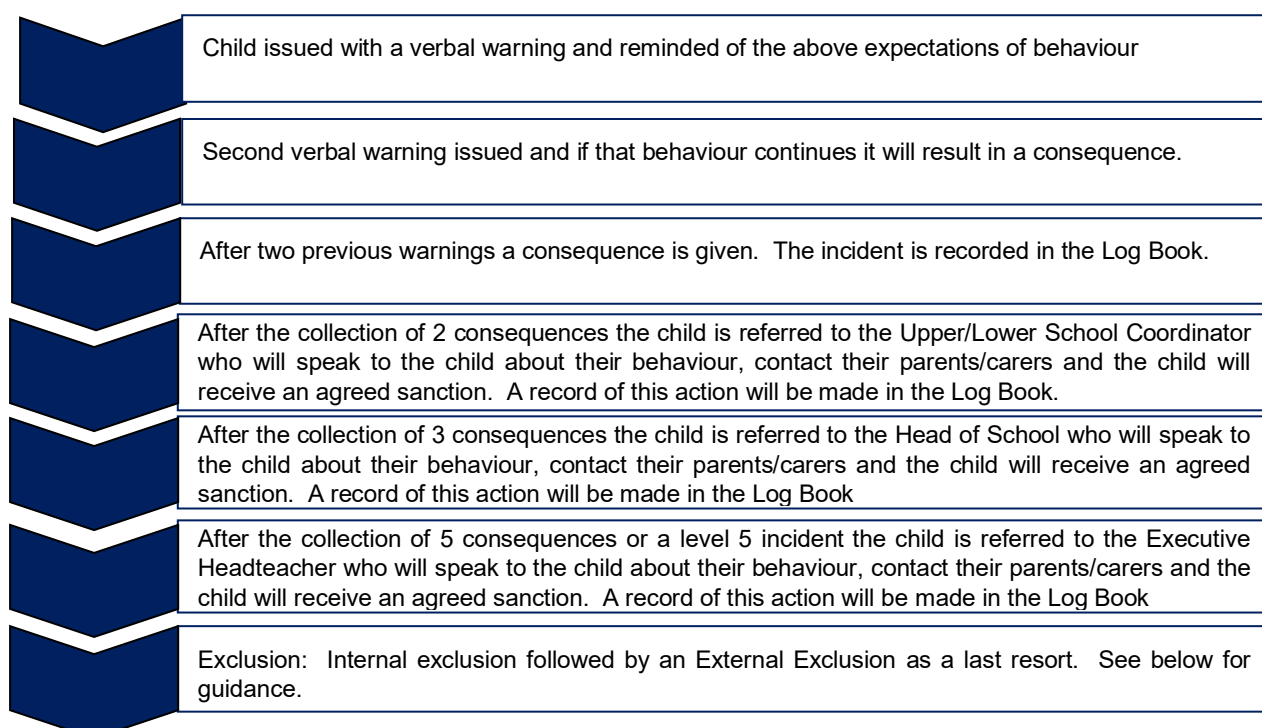 Child issued with a verbal warning and reminded of the above expectations of behaviour
Second verbal warning issued and if that behaviour continues it will result in a consequence.
After two previous warnings a consequence is given.  The incident is recorded in the Log Book.
After the collection of 2 consequences the child is referred to the Upper/Lower School Coordinator
who will speak to the child about their behaviour, contact their parents/carers and the child will
receive an agreed sanction.  A record of this action will be made in the Log Book.
After the collection of 3 consequences the child is referred to the Head of School who will speak to
the child about their behaviour, contact their parents/carers and the child will receive an agreed
sanction.  A record of this action will be made in the Log Book
After the collection of 5 consequences or a level 5 incident the child is referred to the Executive
Headteacher who will speak to the child about their behaviour, contact their parents/carers and the
child will receive an agreed sanction.  A record of this action will be made in the Log Book
Exclusion:  Internal exclusion followed by an External Exclusion as a last resort.  See below for
guidance.